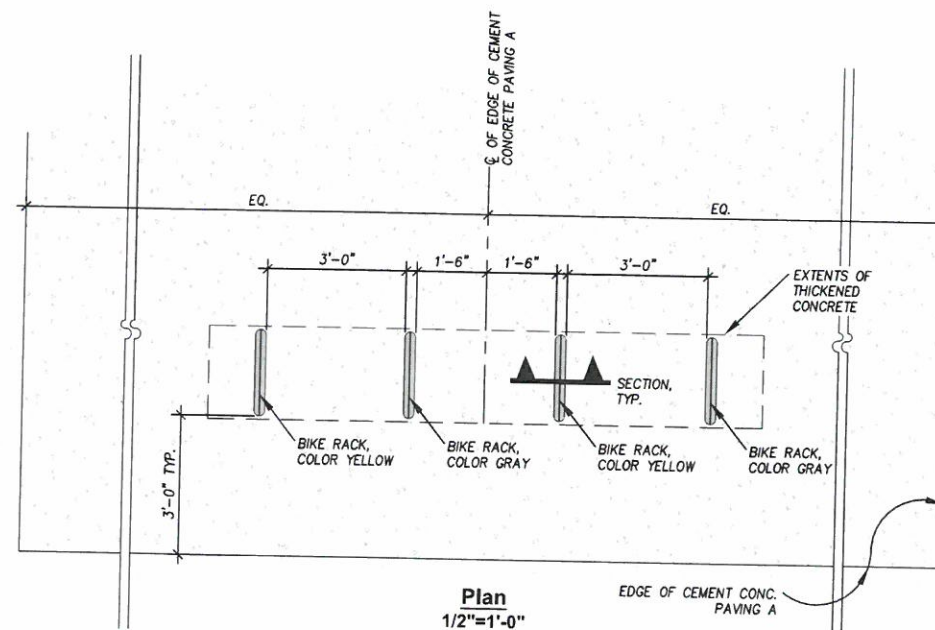 ℄ OF EDGE OF CEMENT
CONCRETE PAVING A
EQ.
EQ.
3'-0"
1'-6"
1'-6"
3'-0"
EXTENTS OF
THICKENED
CONCRETE
SECTION,
TYP.
BIKE RACK,
COLOR YELLOW
BIKE RACK,
COLOR GRAY
BIKE RACK,
COLOR YELLOW
BIKE RACK,
COLOR GRAY
3'-0" TYP.
EDGE OF CEMENT CONC.
PAVING A
Plan
1/2"=1'-0"